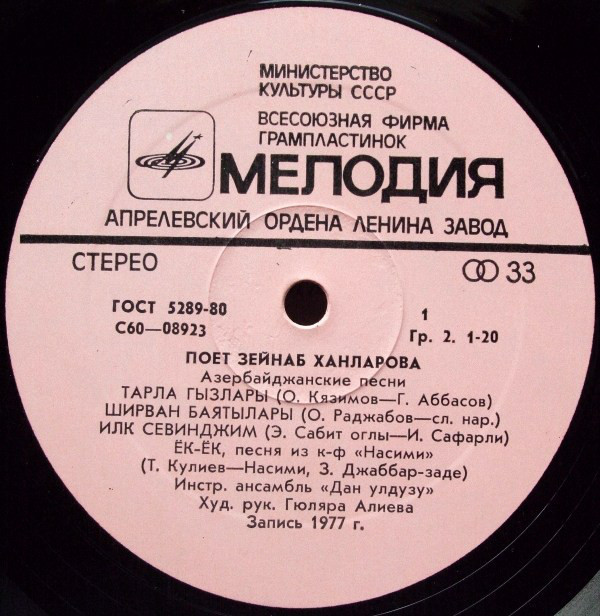 МИНИСТЕРСТВО
КУЛЬТУРЫ СССР
ВСЕСОЮЗНАЯ ФИРМА
ГРАМПЛАСТИНОК
МЕЛОДИЯ
АПРЕЛЕВСКИЙ ОРДЕНА ЛЕНИНА ЗАВОД
СТЕРЕО
33
ГОСТ 5289-80
С60—08923
1
Гр. 2. 1-20
ПОЕТ ЗЕЙНАБ ХАНЛАРОВА
Азербайджанские песни
ТАРЛА ГЫЗЛАРЫ (О. Кязимов—Г. Аббасов)
ШИРВАН БАЯТЫЛАРЫ (О. Раджабов—сл. нар.)
ИЛК СЕВИНДЖИМ (Э. Сабит оглы—И. Сафарли)
ЁК-ЁК, песня из к-ф «Насими»
(Т. Кулиев—Насими, З. Джаббар-заде)
Инстр. ансамбль «Дан улдузу»
Худ. рук. Гюляра Алиева
Запись 1977 г.